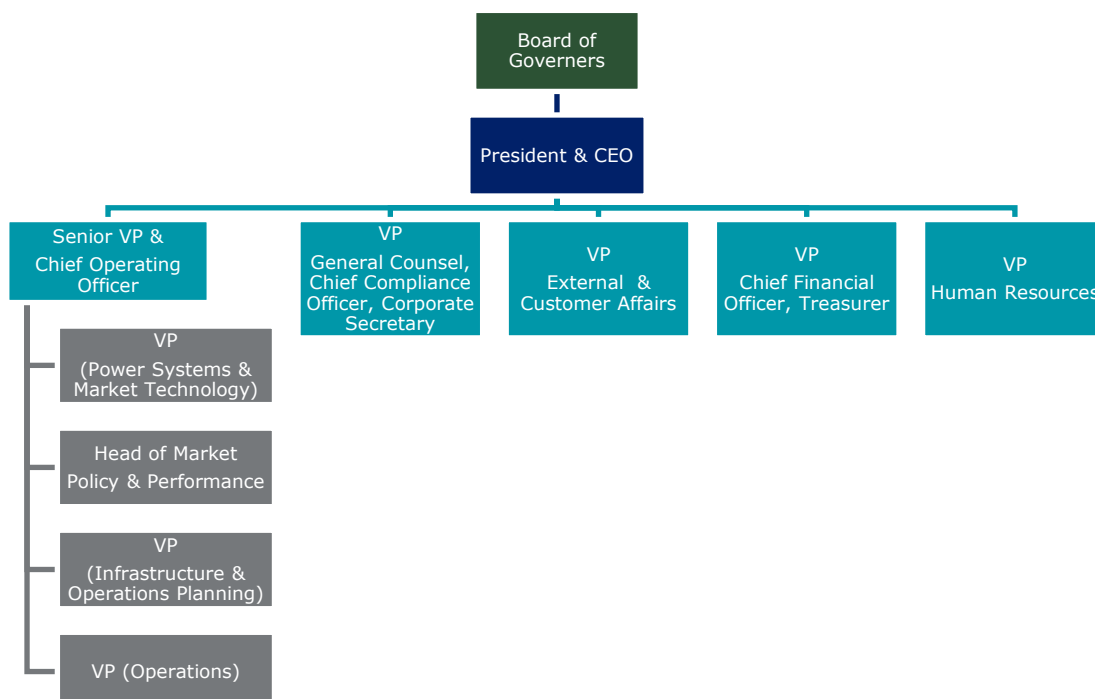 Board of
Governers
President & CEO
Senior VP &
Chief Operating
Officer
VP
General Counsel,
Chief Compliance
Officer, Corporate
Secretary
VP
External & 
Customer Affairs
VP
Chief Financial
Officer, Treasurer
VP
Human Resources
VP
(Power Systems &
Market Technology)
Head of Market
Policy & Performance
VP
(Infrastructure &
Operations Planning)
VP (Operations)